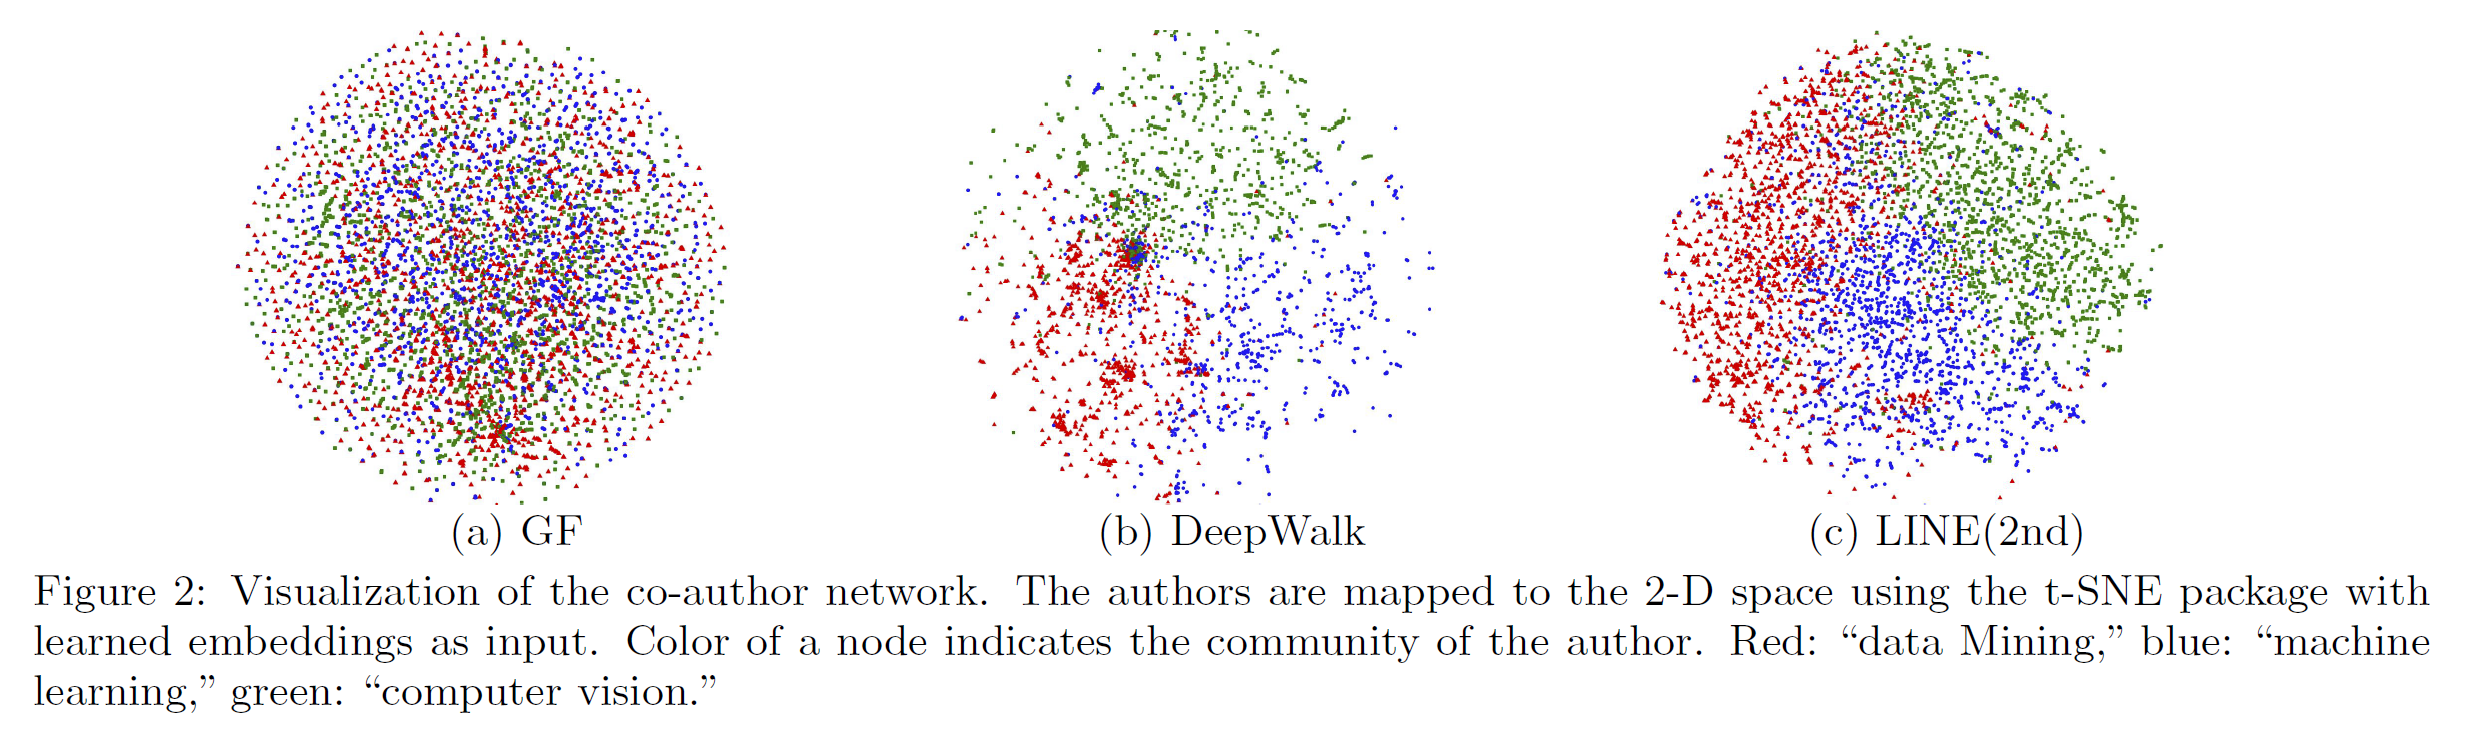 (a) GF
(b) DeepWalk
(c) LINE(2nd)
Figure 2: Visualization of the co-author network. The authors are mapped to the 2-D space using the t-SNE package with
learned embeddings as input. Color of a node indicates the community of the author. Red: “data Mining,” blue: “machine
learning,” green: “computer vision.”